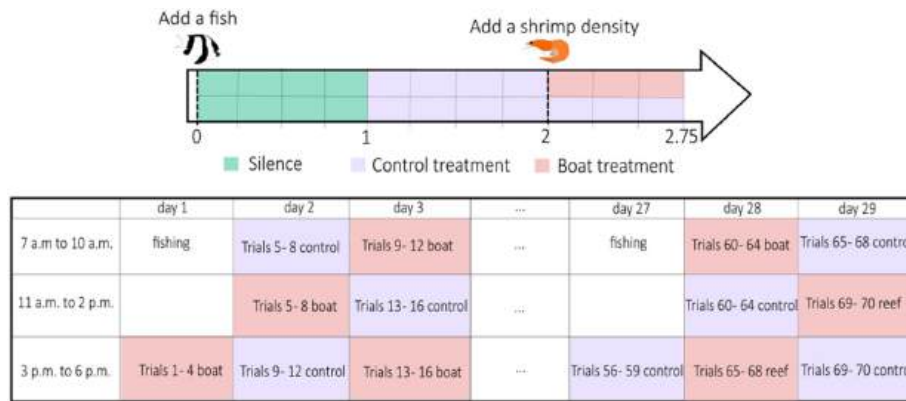 Add a fish
Add a shrimp density
0 1 2 2.75
Silence Control treatment Boat treatment
day 1 day 2 day 3 ... day 27 day 28 day 29
7 a.m to 10 a.m. fishing Trials 5- 8 control Trials 9- 12 boat ... fishing Trials 60- 64 boat Trials 65- 68 contro
11 a.m. to 2 p.m. Trials 5- 8 boat Trials 13- 16 control ... Trials 60- 64 control Trials 69- 70 reef
3 p.m. to 6 p.m. Trials 1- 4 boat Trials 9- 12 control Trials 13- 16 boat ... Trials 56- 59 control Trials 65- 68 reef Trials 69- 70 contro